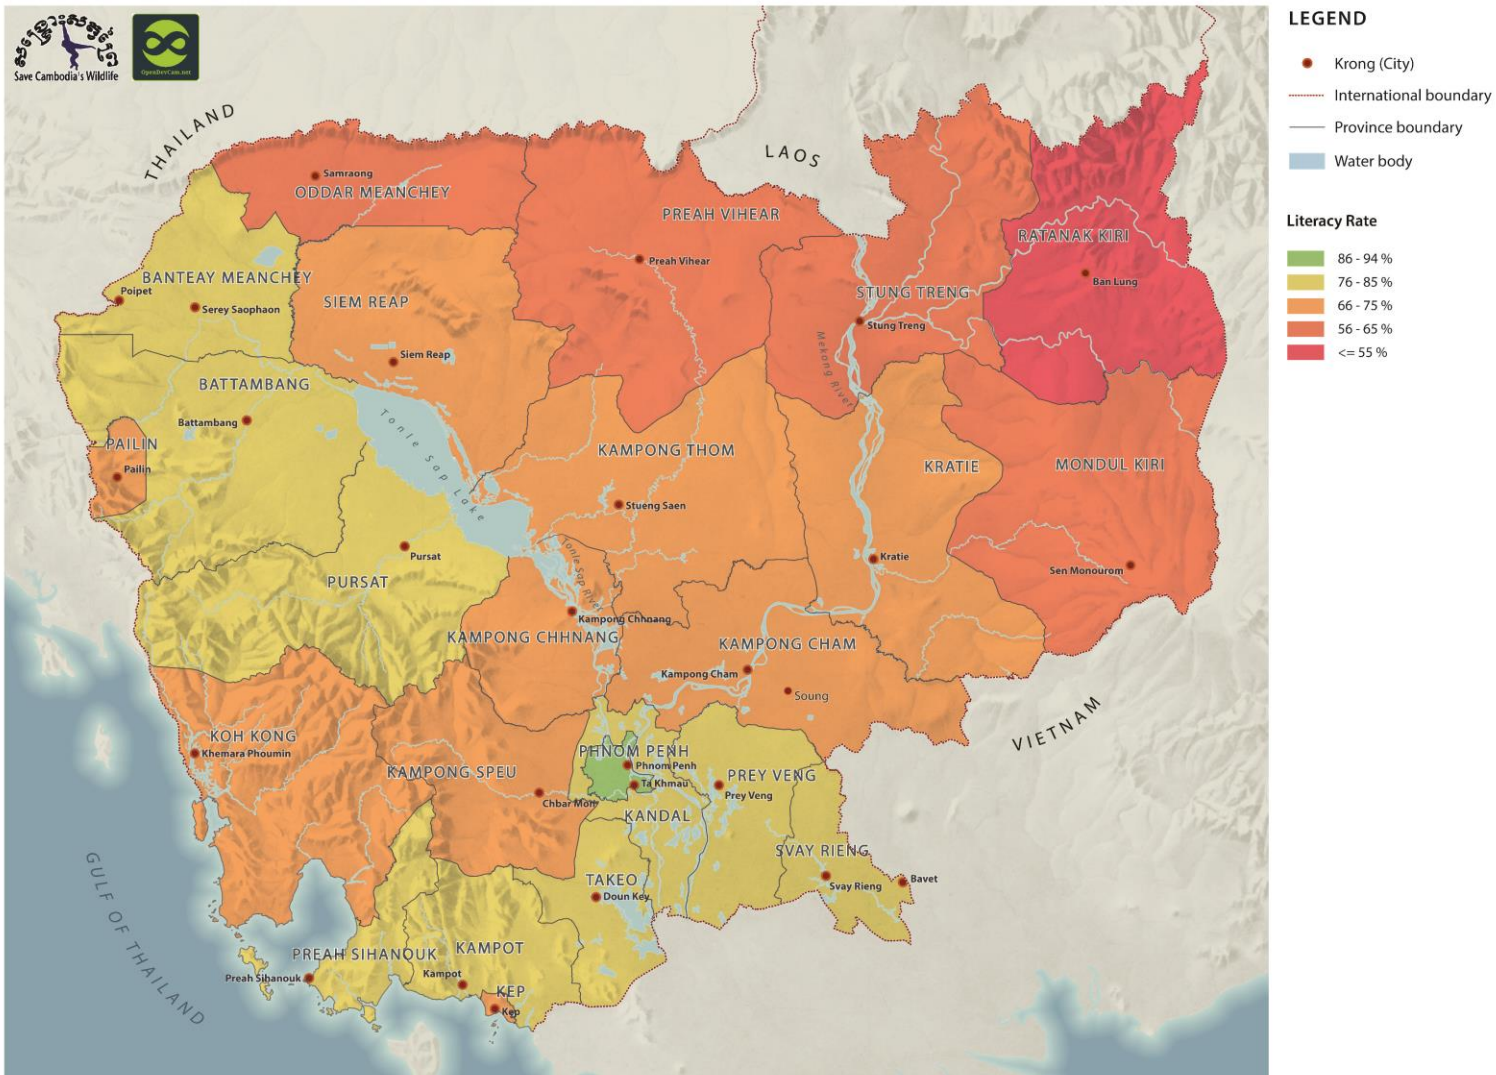 Save Cambodia's Wildlife
OpenDevCam.net
THAILAND
LAOS
VIETNAM
GULF OF THAILAND
Samraong
ODDAR MEANCHEY
PREAH VIHEAR
Preah Vihear
RATANAK KIRI
Ban Lung
BANTEAY MEANCHEY
Poipet
Serey Saophaon
SIEM REAP
Siem Reap
STUNG TRENG
Stung Treng
Mekong River
BATTAMBANG
Battambang
PAILIN
Pailin
Tonle Sap Lake
KAMPONG THOM
Stueng Saen
KRATIE
Kratie
MONDUL KIRI
Sen Monourom
Pursat
PURSAT
Tonle Sap River
Kampong Chhnang
KAMPONG CHHNANG
KAMPONG CHAM
Kampong Cham
Soung
KOH KONG
Khemara Phoumin
KAMPONG SPEU
Chbar Mon
PHNOM PENH
Phnom Penh
Ta Khmau
KANDAL
PREY VENG
Prey Veng
SVAY RIENG
Svay Rieng
Bavet
TAKEO
Doun Key
PREAH SIHANOUK
Preah Sihanouk
KAMPOT
Kampot
KEP
Kep
LEGEND
Krong (City)
International boundary
Province boundary
Water body
Literacy Rate
86 - 94 %
76 - 85 %
66 - 75 %
56 - 65 %
<= 55 %